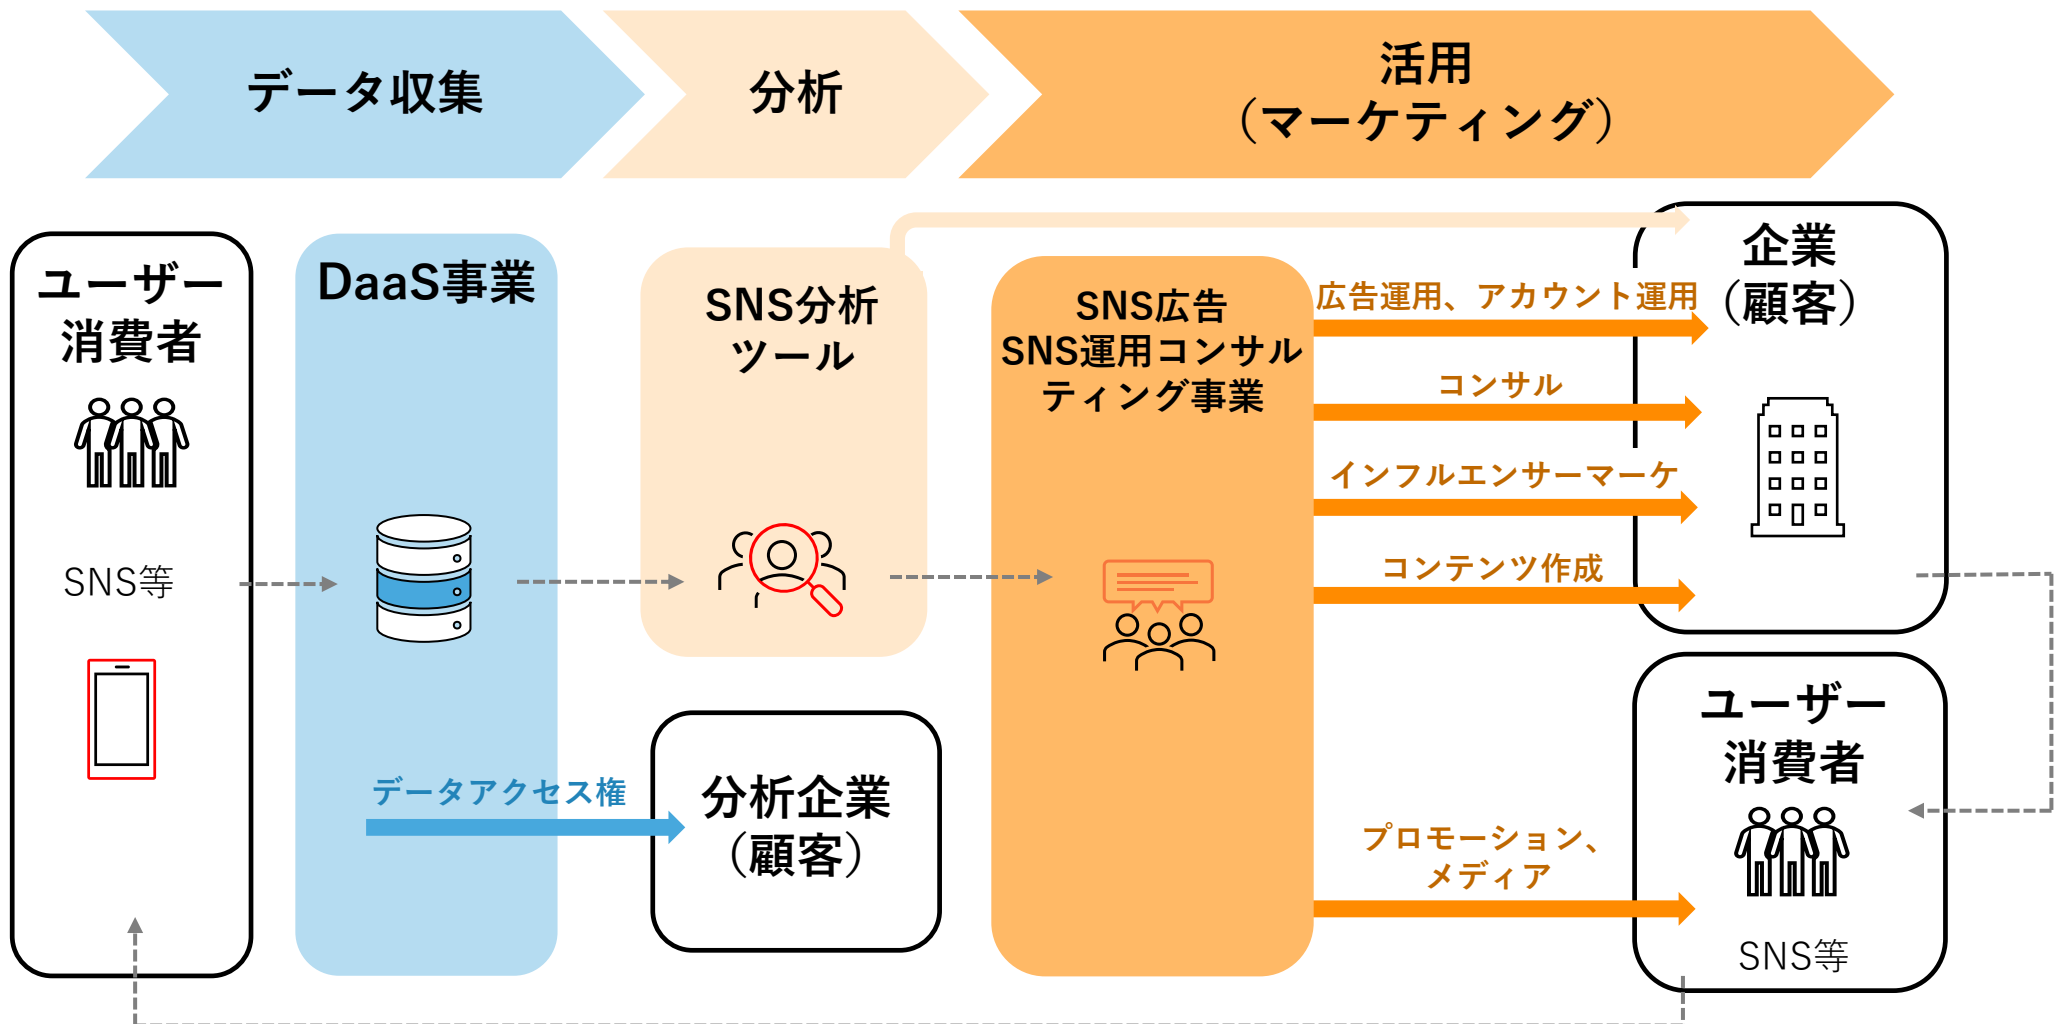 データ収集
分析
活用
（マーケティング）
ユーザー
消費者
SNS等
DaaS事業
データアクセス権
SNS分析
ツール
分析企業
（顧客）
SNS広告
SNS運用コンサル
ティング事業
広告運用、アカウント運用
コンサル
インフルエンサーマーケ
コンテンツ作成
プロモーション、
メディア
企業
（顧客）
ユーザー
消費者
SNS等